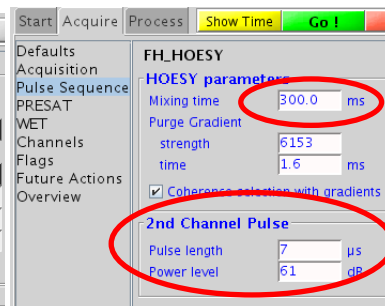 Start Acquire Process Show Time Go !
Defaults
Acquisition
Pulse Sequence
PRESAT
WET
Channels
Flags
Future Actions
Overview
FH_HOESY
HOESY parameters
Mixing time 300.0 ms
Purge Gradient
strength 6153
time 1.6 ms
Coherence selection with gradients
2nd Channel Pulse
Pulse length 7 µs
Power level 61 dB